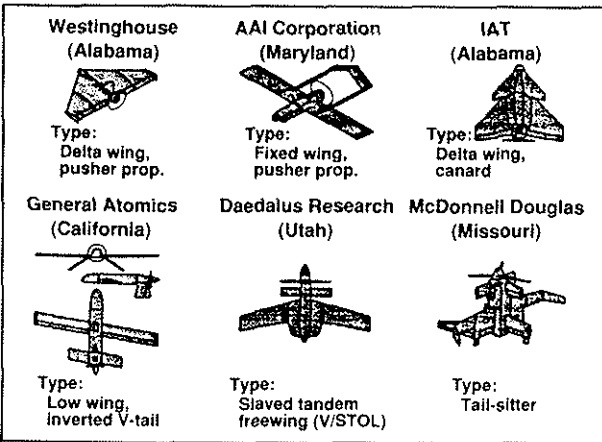 Westinghouse
(Alabama)
Type:
Delta wing,
pusher prop.
AAI Corporation
(Maryland)
Type:
Fixed wing,
pusher prop.
IAT
(Alabama)
Type:
Delta wing,
canard
General Atomics
(California)
Type:
Low wing,
inverted V-tail
Daedalus Research
(Utah)
Type:
Slaved tandem
freewing (V/STOL)
McDonnell Douglas
(Missouri)
Type:
Tail-sitter